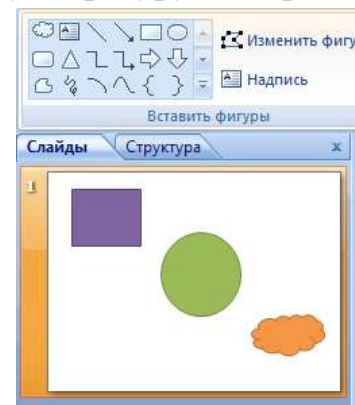 Изменить фигу
Надпись
Вставить фигуры
Слайды Структура x
1